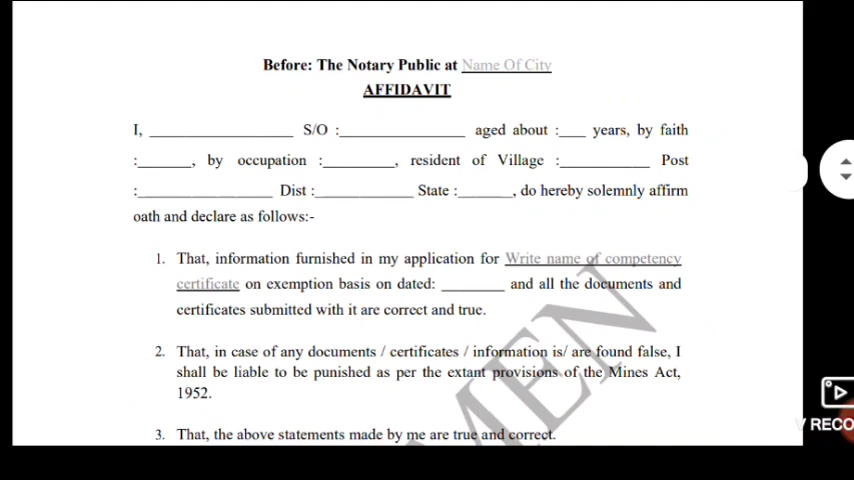 Before: The Notary Public at Name Of City
AFFIDAVIT
I, ___________________ S/O :_________________ aged about :____ years, by faith
:_______, by occupation :_________, resident of Village :____________ Post
:__________________ Dist :_____________ State :_______, do hereby solemnly affirm
oath and declare as follows:-
1. That, information furnished in my application for Write name of competency
certificate on exemption basis on dated: ________ and all the documents and
certificates submitted with it are correct and true.
2. That, in case of any documents / certificates / information is/ are found false, I
shall be liable to be punished as per the extant provisions of the Mines Act,
1952.
3. That, the above statements made by me are true and correct.
MEN
V RECO